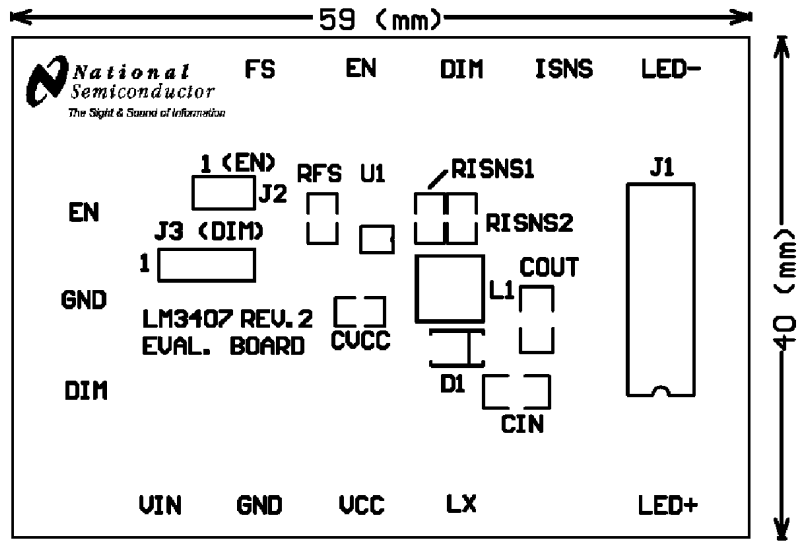 59 (mm)
National
Semiconductor
The Sight & Sound of Information
FS EN DIM ISNS LED-
1 (EN)
J2
RFS U1 RISNS1
RISNS2
J1
EN
J3 (DIM)
1
GND
L1
COUT
LM3407 REV.2
EVAL. BOARD
CVCC
D1
CIN
DIM
40 (mm)
VIN GND VCC LX LED+